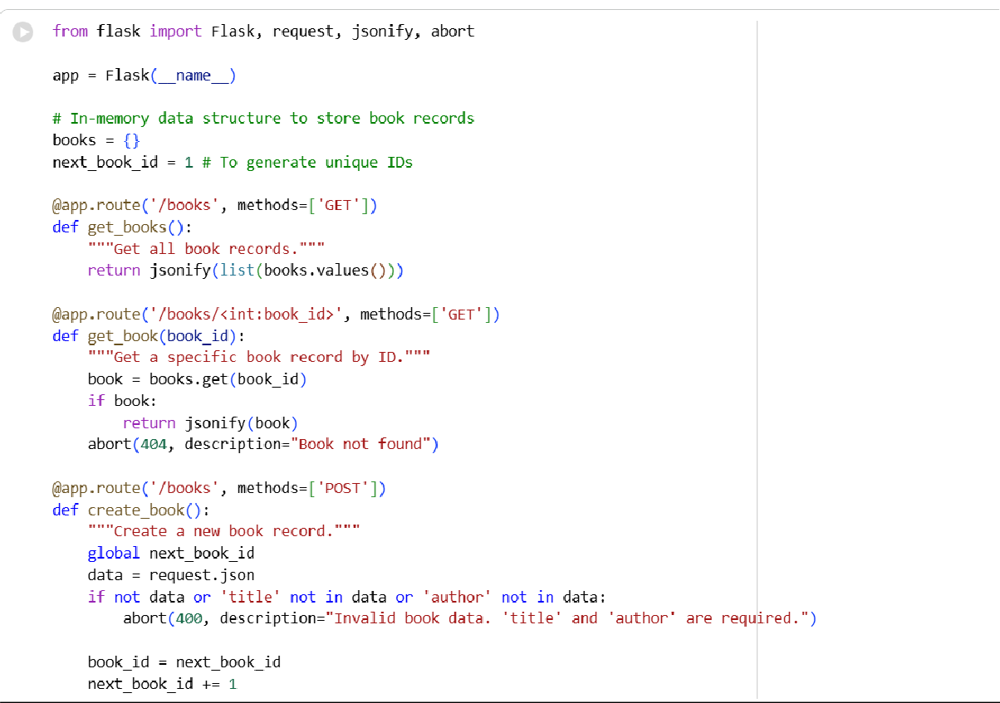 from flask import Flask, request, jsonify, abort
app = Flask(__name__)
# In-memory data structure to store book records
books = {}
next_book_id = 1 # To generate unique IDs
@app.route('/books', methods=['GET'])
def get_books():
    """Get all book records."""
    return jsonify(list(books.values()))
@app.route('/books/<int:book_id>', methods=['GET'])
def get_book(book_id):
    """Get a specific book record by ID."""
    book = books.get(book_id)
    if book:
        return jsonify(book)
    abort(404, description="Book not found")
@app.route('/books', methods=['POST'])
def create_book():
    """Create a new book record."""
    global next_book_id
    data = request.json
    if not data or 'title' not in data or 'author' not in data:
        abort(400, description="Invalid book data. 'title' and 'author' are required.")
    book_id = next_book_id
    next_book_id += 1